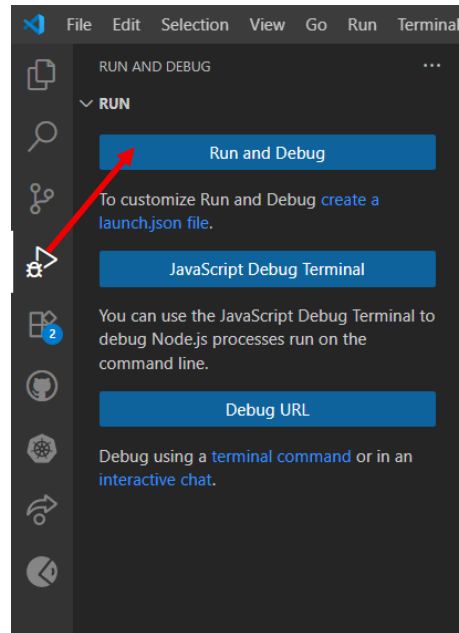 File Edit Selection View Go Run Terminal
RUN AND DEBUG ...
RUN
Run and Debug
To customize Run and Debug create a
launch.json file.
JavaScript Debug Terminal
You can use the JavaScript Debug Terminal to
debug Node.js processes run on the
command line.
2
Debug URL
Debug using a terminal command or in an
interactive chat.